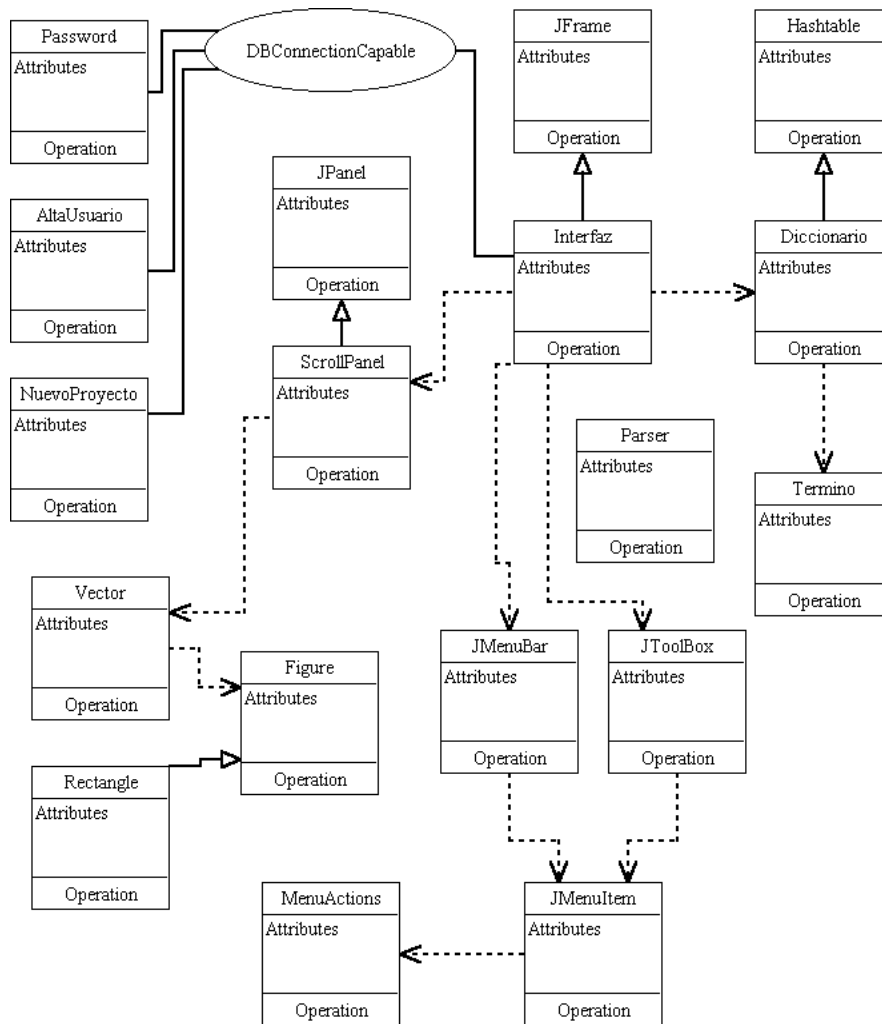 Password
Attributes
Operation
DBConnectionCapable
JFrame
Attributes
Operation
Hashtable
Attributes
Operation
AltaUsuario
Attributes
Operation
JPanel
Attributes
Operation
Interfaz
Attributes
Operation
Diccionario
Attributes
Operation
NuevoProyecto
Attributes
Operation
ScrollPanel
Attributes
Operation
Parser
Attributes
Operation
Termino
Attributes
Operation
Vector
Attributes
Operation
Figure
Attributes
Operation
JMenuBar
Attributes
Operation
JToolBox
Attributes
Operation
Rectangle
Attributes
Operation
MenuActions
Attributes
Operation
JMenuItem
Attributes
Operation